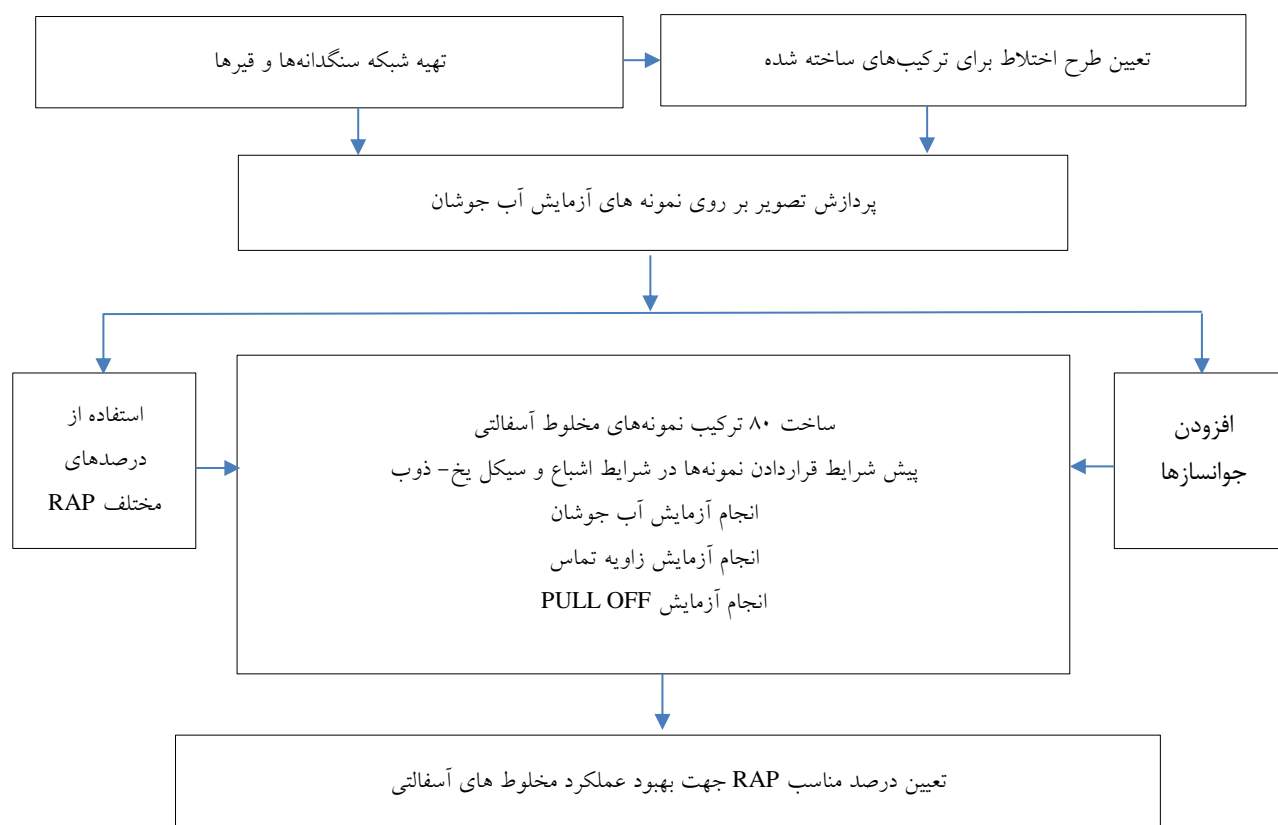 تهیه شبکه سنگدانه‌ها و قیرها
تعیین طرح اختلاط برای ترکیب‌های ساخته شده
پردازش تصویر بر روی نمونه های آزمایش آب جوشان
استفاده از
درصدهای
مختلف RAP
ساخت ۸۰ ترکیب نمونه‌های مخلوط آسفالتی
پیش شرایط قراردادن نمونه‌ها در شرایط اشباع و سیکل یخ- ذوب
انجام آزمایش آب جوشان
انجام آزمایش زاویه تماس
انجام آزمایش PULL OFF
افزودن
جوانسازها
تعیین درصد مناسب RAP جهت بهبود عملکرد مخلوط های آسفالتی